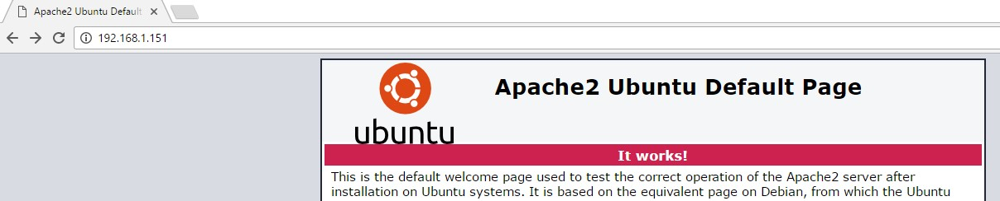 Apache2 Ubuntu Default
192.168.1.151
Apache2 Ubuntu Default Page
ubuntu
It works!
This is the default welcome page used to test the correct operation of the Apache2 server after
installation on Ubuntu systems. It is based on the equivalent page on Debian, from which the Ubuntu